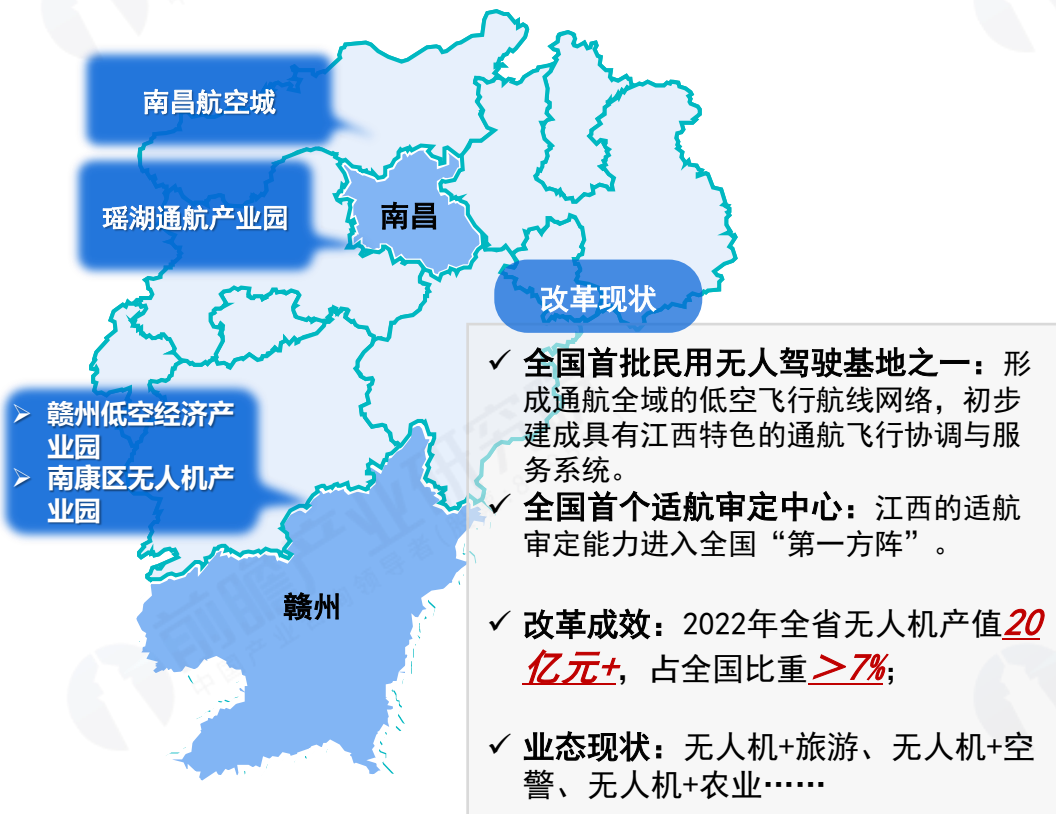 南昌航空城
瑶湖通航产业园
南昌
改革现状
✓ 全国首批民用无人驾驶基地之一：形
成通航全域的低空飞行航线网络，初步
建成具有江西特色的通航飞行协调与服
务系统。
✓ 全国首个适航审定中心：江西的适航
审定能力进入全国“第一方阵”。
➢ 赣州低空经济产
业园
➢ 南康区无人机产
业园
赣州
✓ 改革成效：2022年全省无人机产值20
亿元+，占全国比重＞7%；
✓ 业态现状：无人机+旅游、无人机+空
警、无人机+农业……
前瞻产业研究院